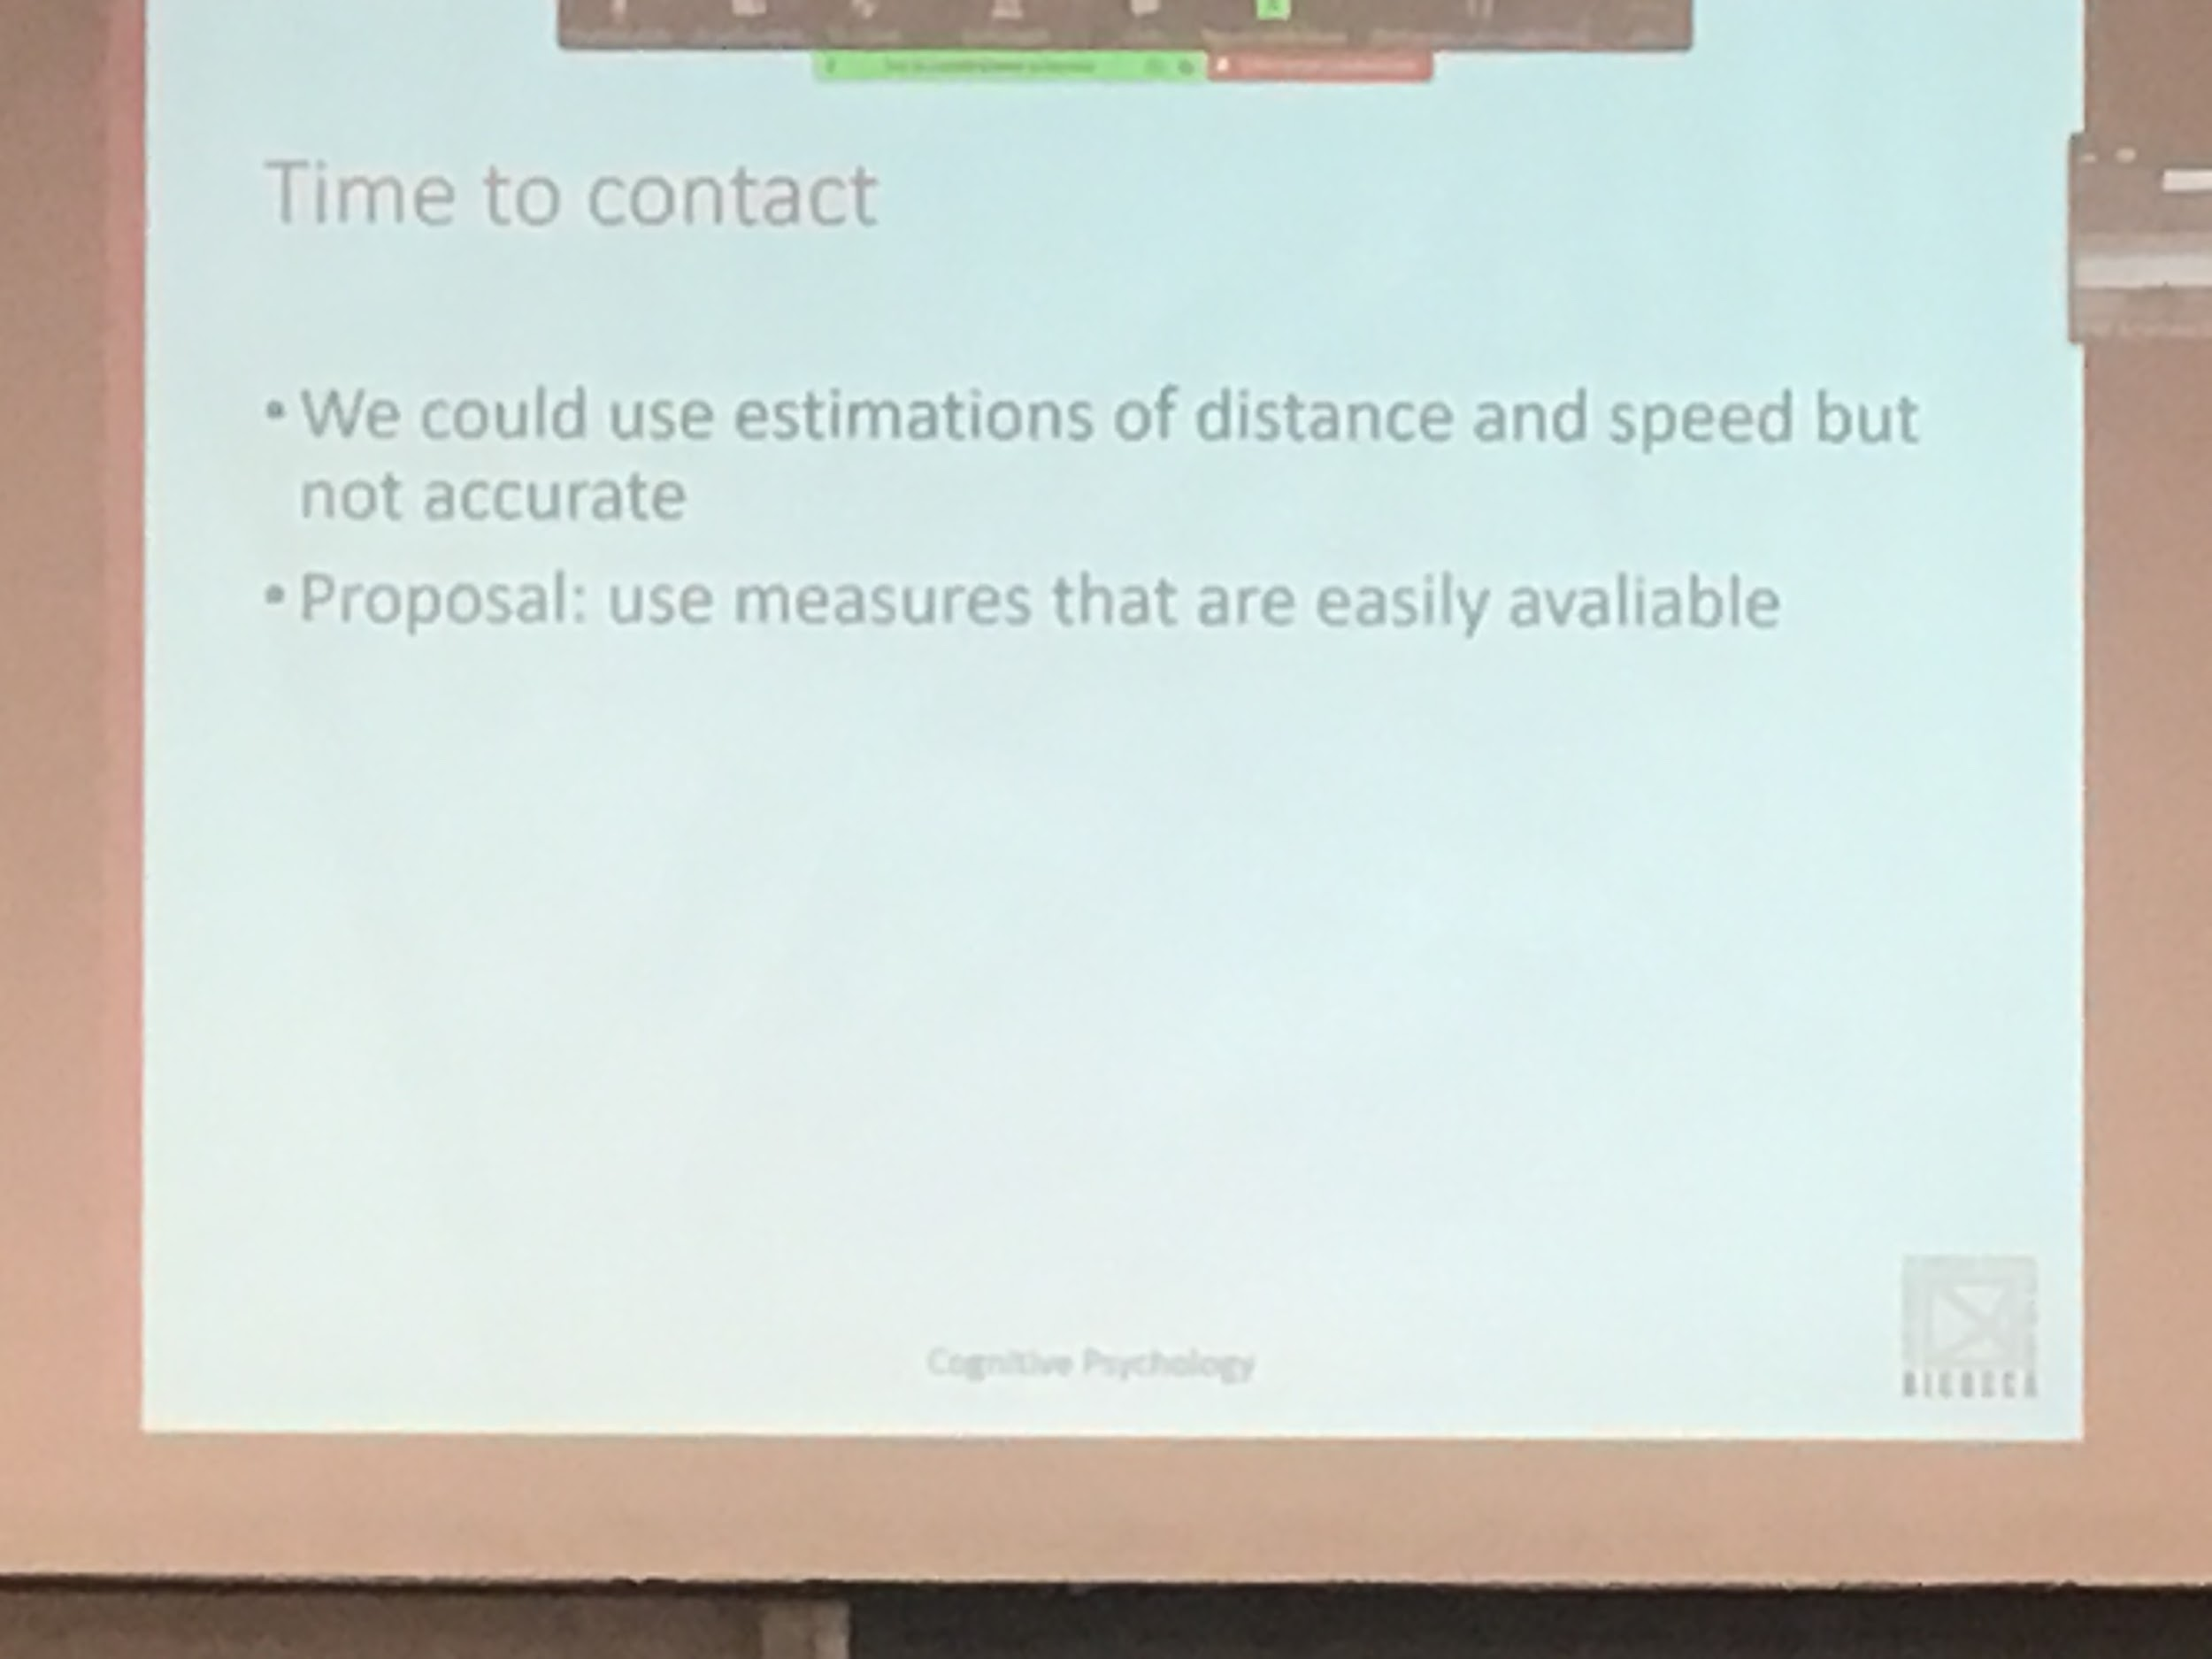 Time to contact
• We could use estimations of distance and speed but
not accurate
• Proposal: use measures that are easily avaliable
Cognitive Psychology
BICOCCA